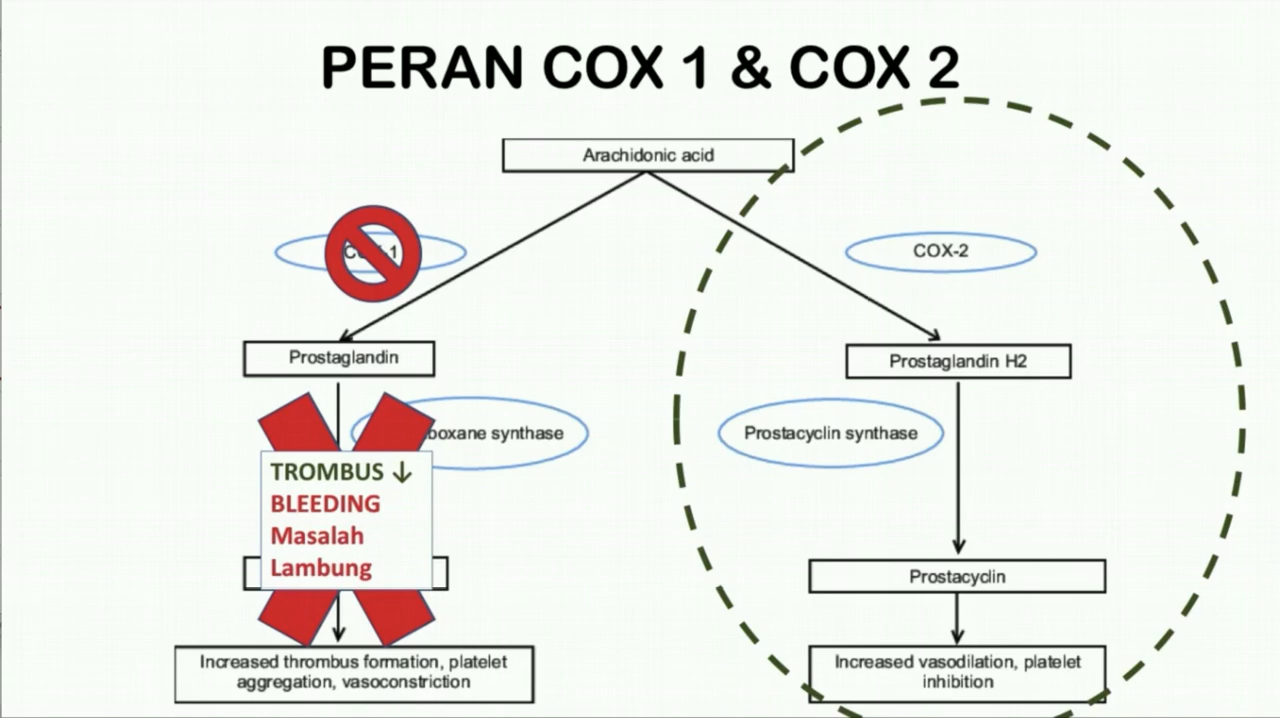 PERAN COX 1 & COX 2
Arachidonic acid
COX-2
Prostaglandin
Prostaglandin H2
synthase
Prostacyclin synthase
TROMBUS ↓
BLEEDING
Masalah
Lambung
Prostacyclin
Increased thrombus formation, platelet
aggregation, vasoconstriction
Increased vasodilation, platelet
inhibition